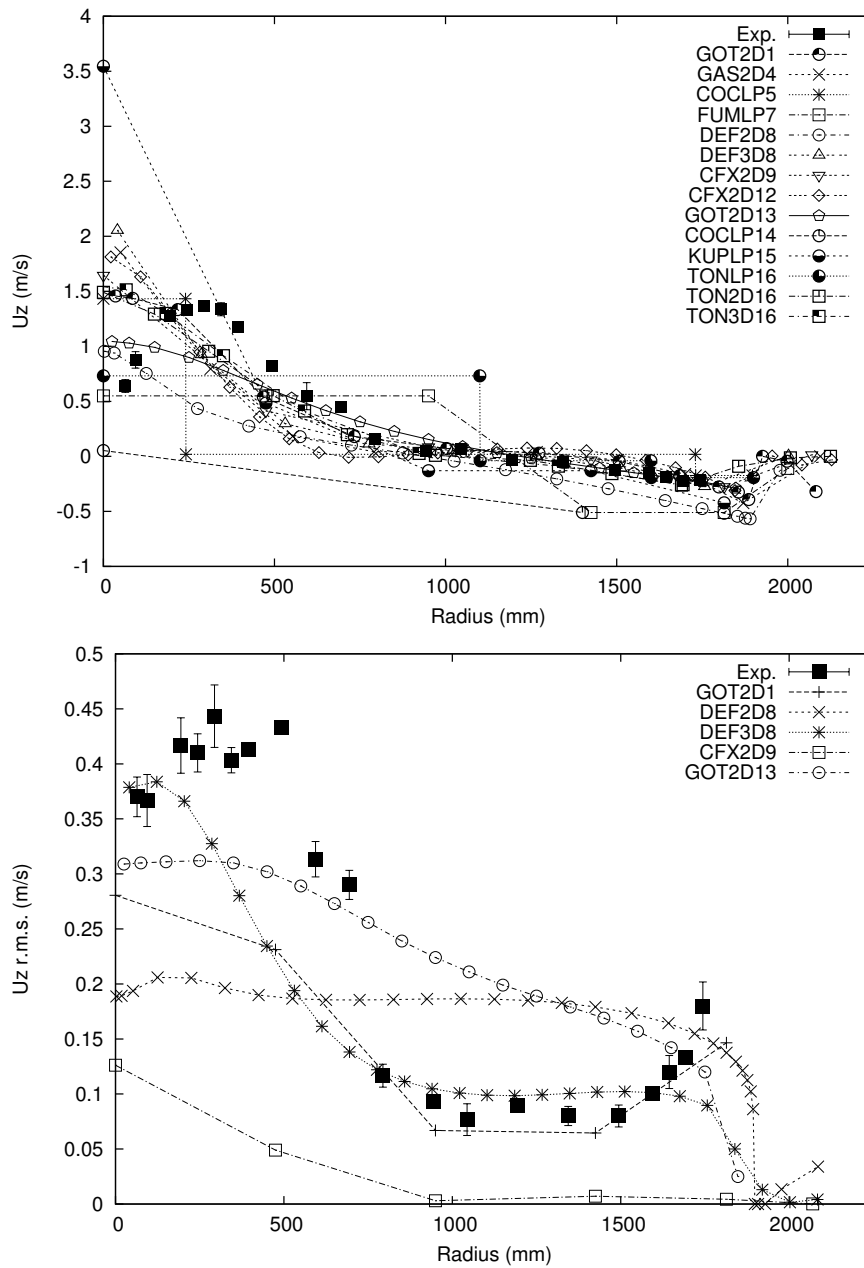 4
3.5
3
2.5
2
1.5
1
0.5
0
-0.5
-1
Uz (m/s)
Exp.
GOT2D1
GAS2D4
COCLP5
FUMLP7
DEF2D8
DEF3D8
CFX2D9
CFX2D12
GOT2D13
COCLP14
KUPLP15
TONLP16
TON2D16
TON3D16
0 500 1000 1500 2000
Radius (mm)
0.5
0.45
0.4
0.35
0.3
0.25
0.2
0.15
0.1
0.05
0
Uz r.m.s. (m/s)
Exp.
GOT2D1
DEF2D8
DEF3D8
CFX2D9
GOT2D13
0 500 1000 1500 2000
Radius (mm)